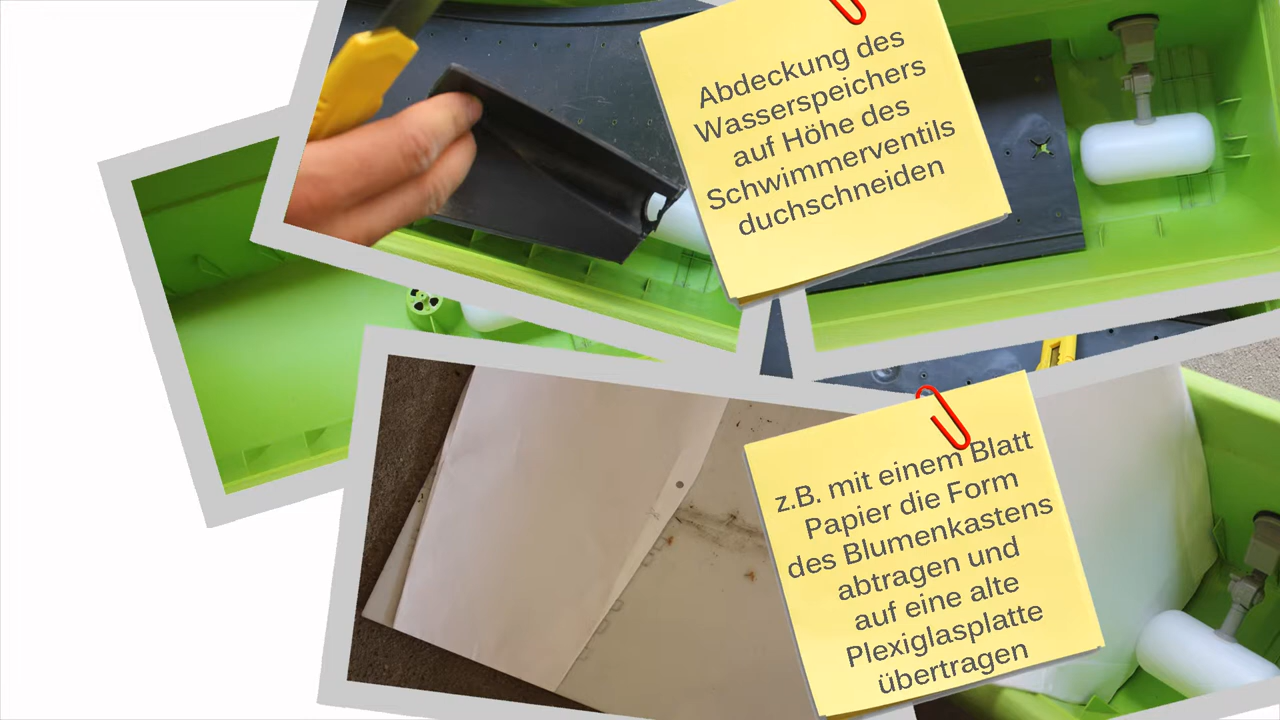 Abdeckung des
Wasserspeichers
auf Höhe des
Schwimmerventils
duchschneiden
z.B. mit einem Blatt
Papier die Form
des Blumenkastens
abtragen und
auf eine alte
Plexiglasplatte
übertragen